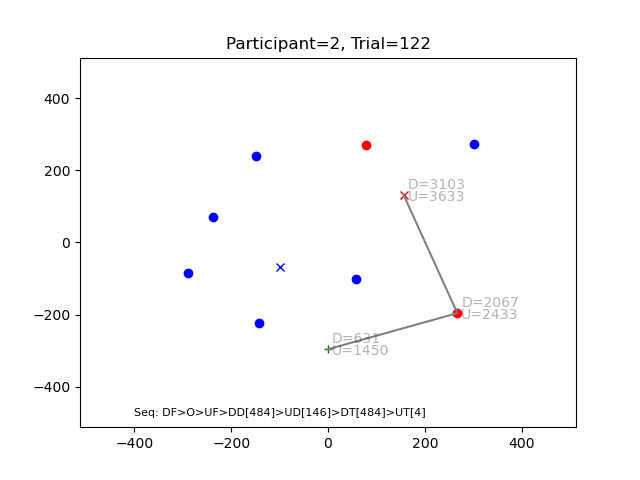 Participant=2, Trial=122
400
200
0
−200
−400
D=3103
U=3633
D=2067
U=2433
D=631
U=1450
Seq: DF>O>UF>DD[484]>UD[146]>DT[484]>UT[4]
−400
−200
0
200
400